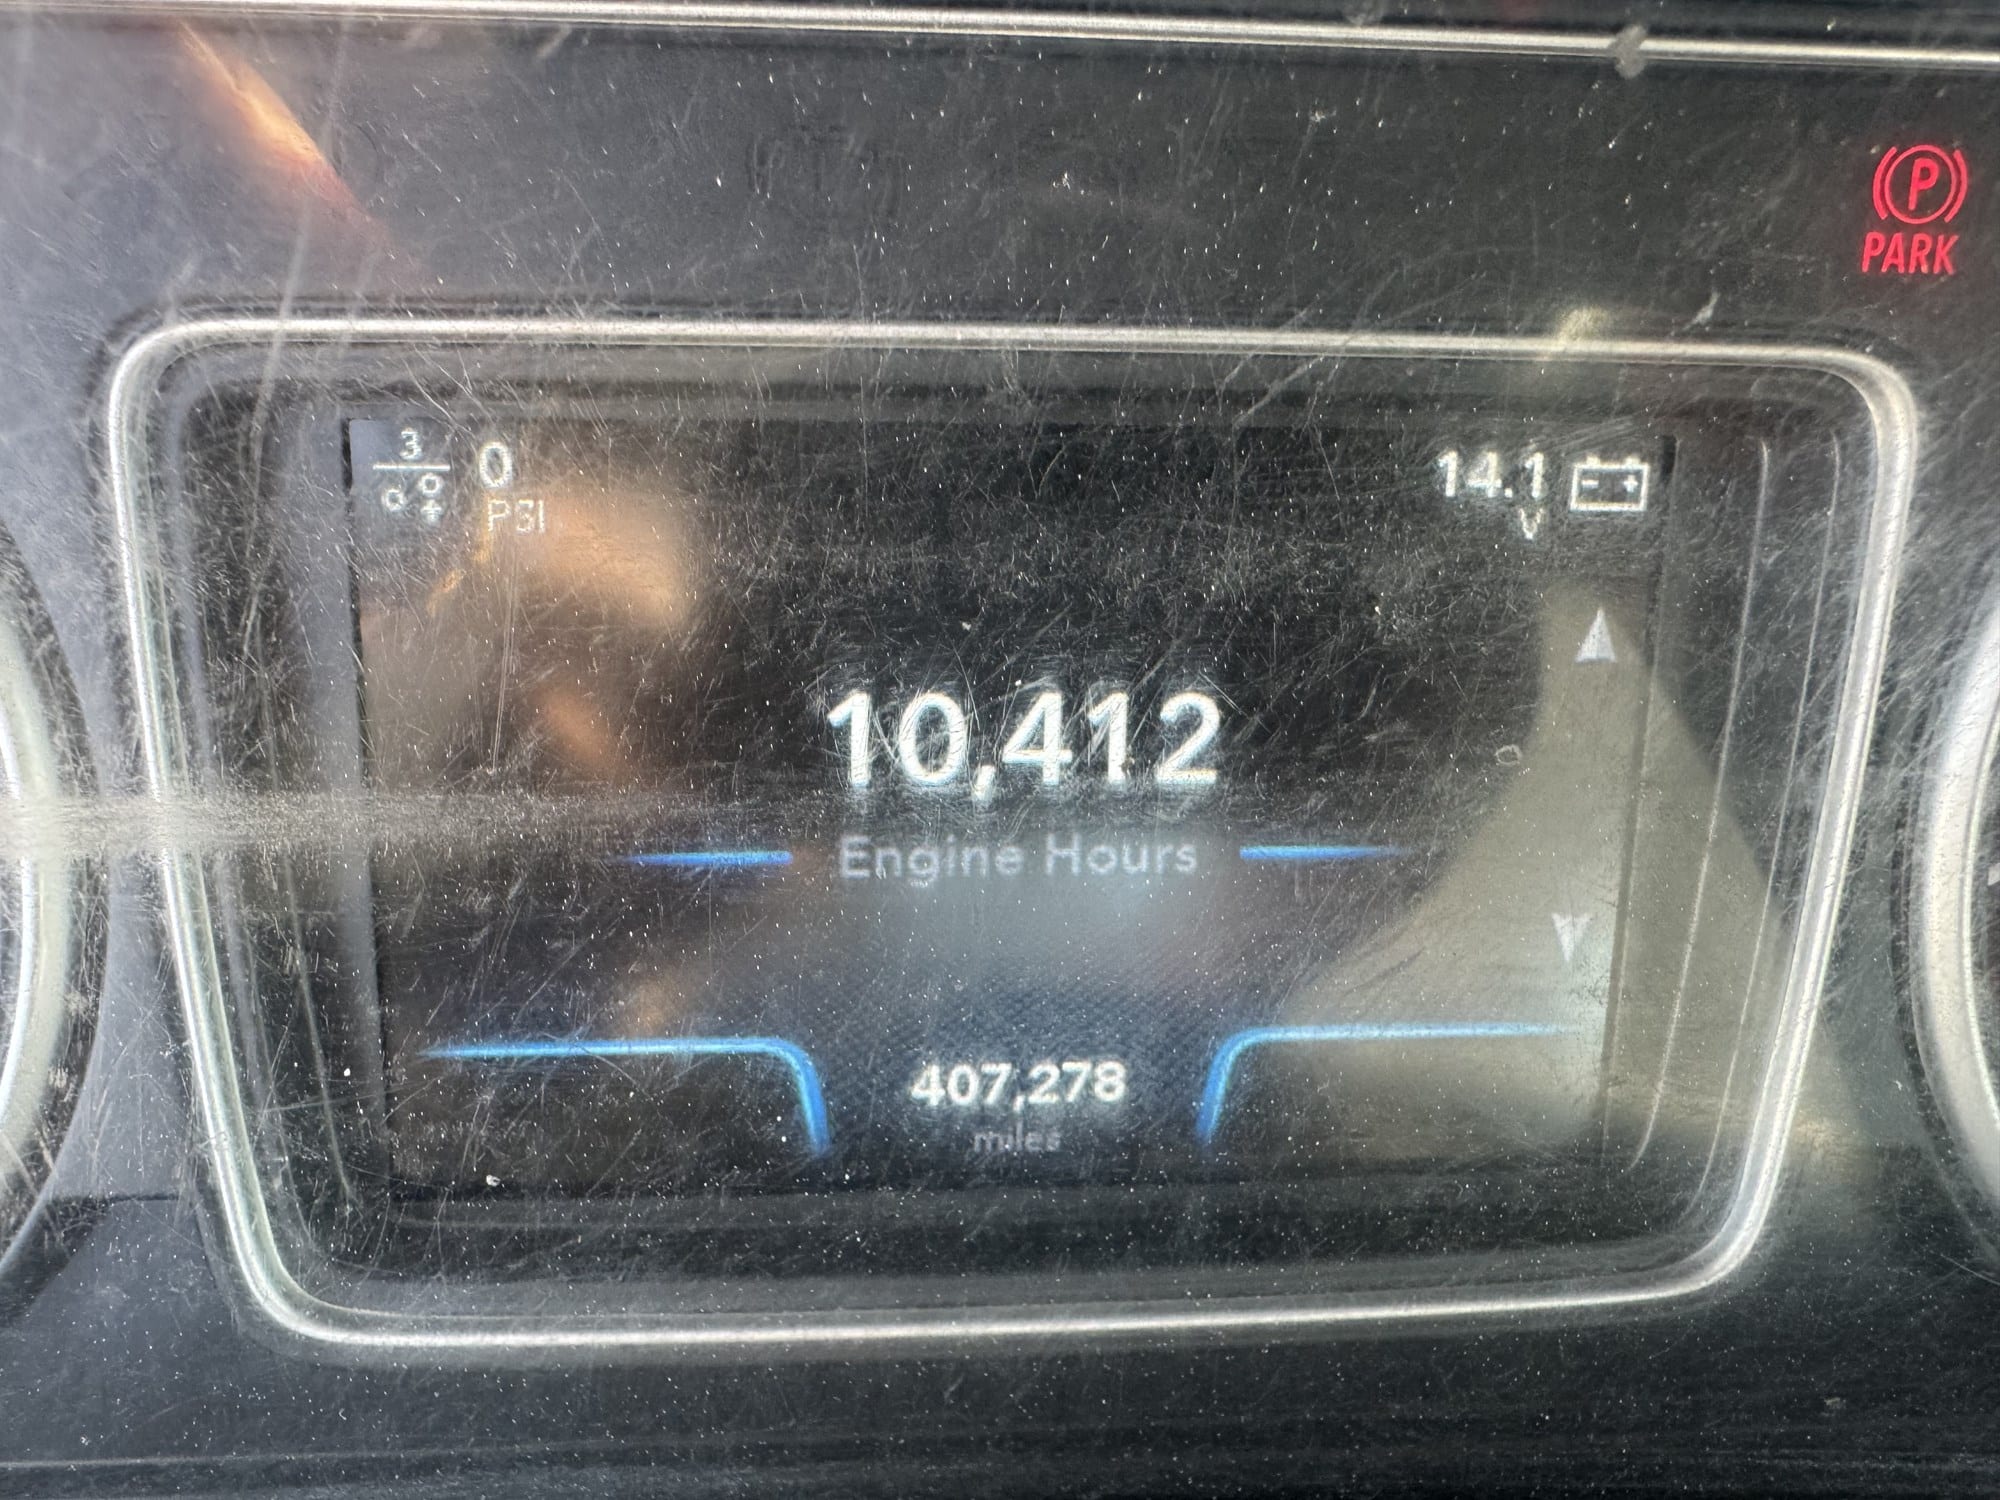 PARK
3
0
PSI
14.1
V
10,412
Engine Hours
407,278
miles